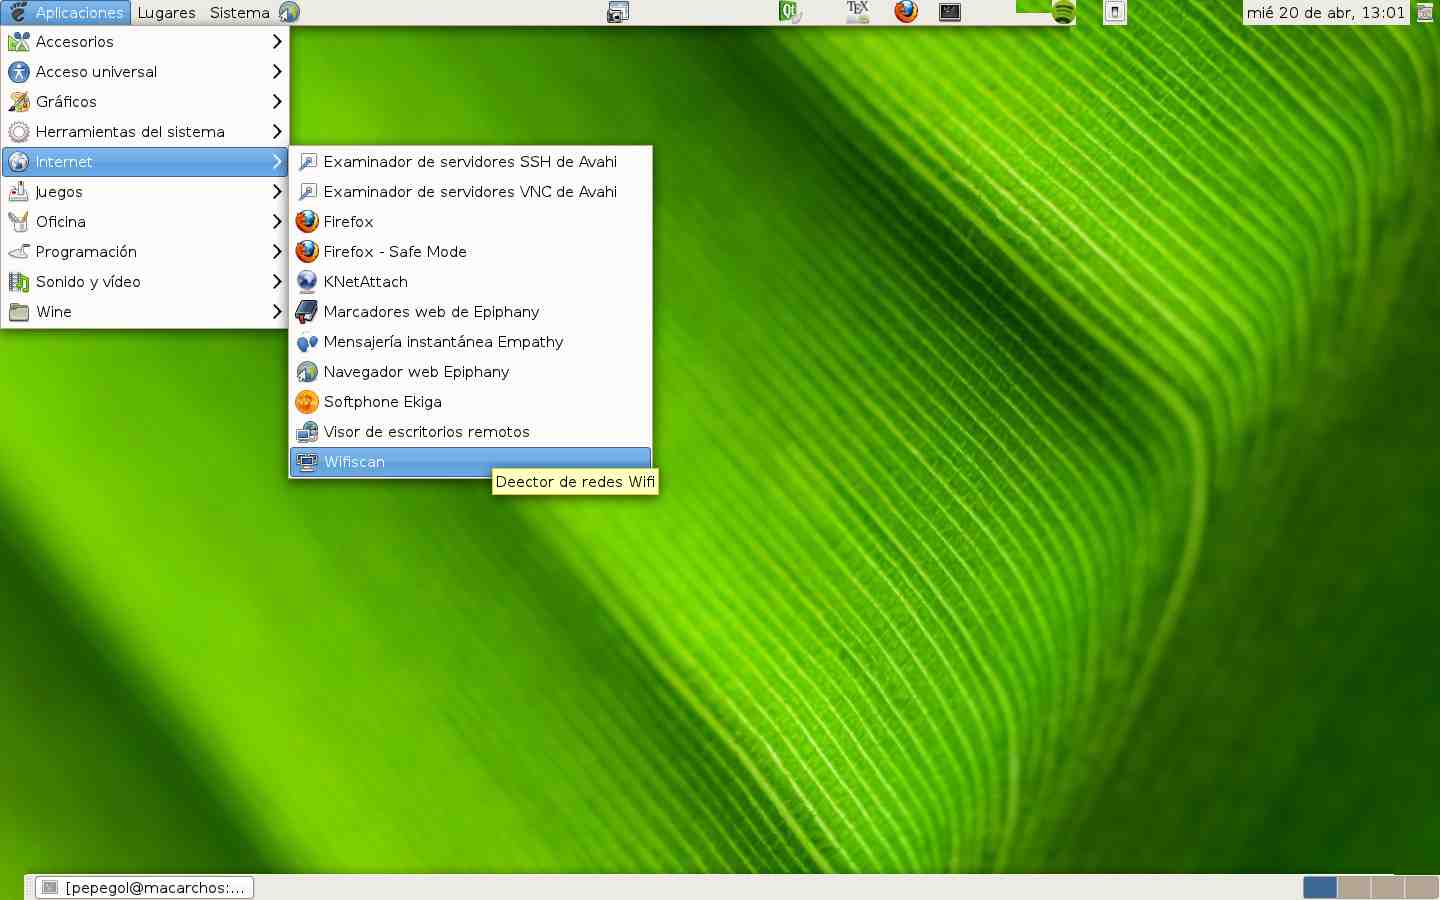 Aplicaciones Lugares Sistema Qt TEX mié 20 de abr, 13:01
Accesorios
Acceso universal
Gráficos
Herramientas del sistema
Internet
Juegos
Oficina
Programación
Sonido y vídeo
Wine
Examinador de servidores SSH de Avahi
Examinador de servidores VNC de Avahi
Firefox
Firefox - Safe Mode
KNetAttach
Marcadores web de Epiphany
Mensajería instantánea Empathy
Navegador web Epiphany
Softphone Ekiga
Visor de escritorios remotos
Wifiscan
Deector de redes Wifi
[pepegol@macarchos:...